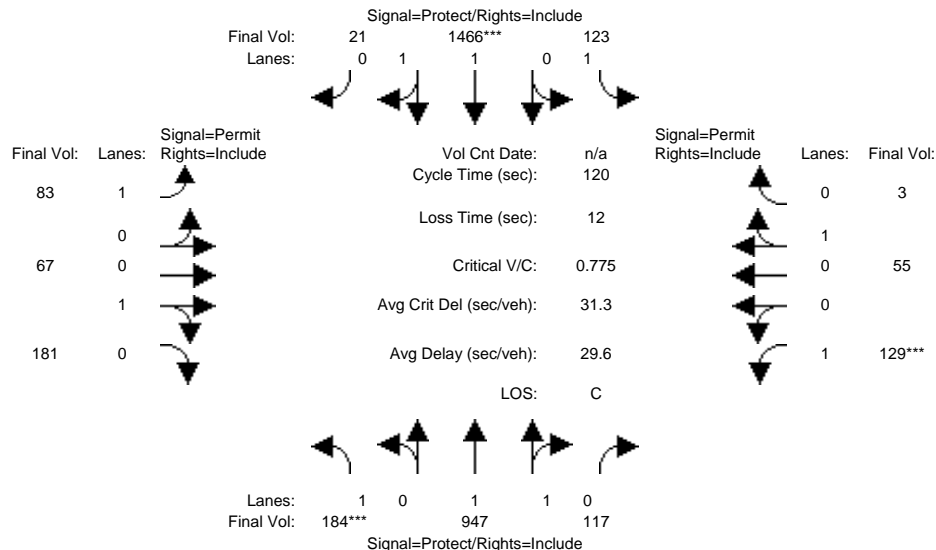 Signal=Protect/Rights=Include
Final Vol: 21 1466*** 123
Lanes: 0 1 1 0 1
Signal=Permit Signal=Permit
Final Vol: Lanes: Rights=Include Vol Cnt Date: n/a Rights=Include Lanes: Final Vol:
Cycle Time (sec): 120
83 1 0 3
Loss Time (sec): 12
0 1
67 0 Critical V/C: 0.775 0 55
1 Avg Crit Del (sec/veh): 31.3 0
181 0 Avg Delay (sec/veh): 29.6 1 129***
LOS: C
Lanes: 1 0 1 1 0
Final Vol: 184*** 947 117
Signal=Protect/Rights=Include